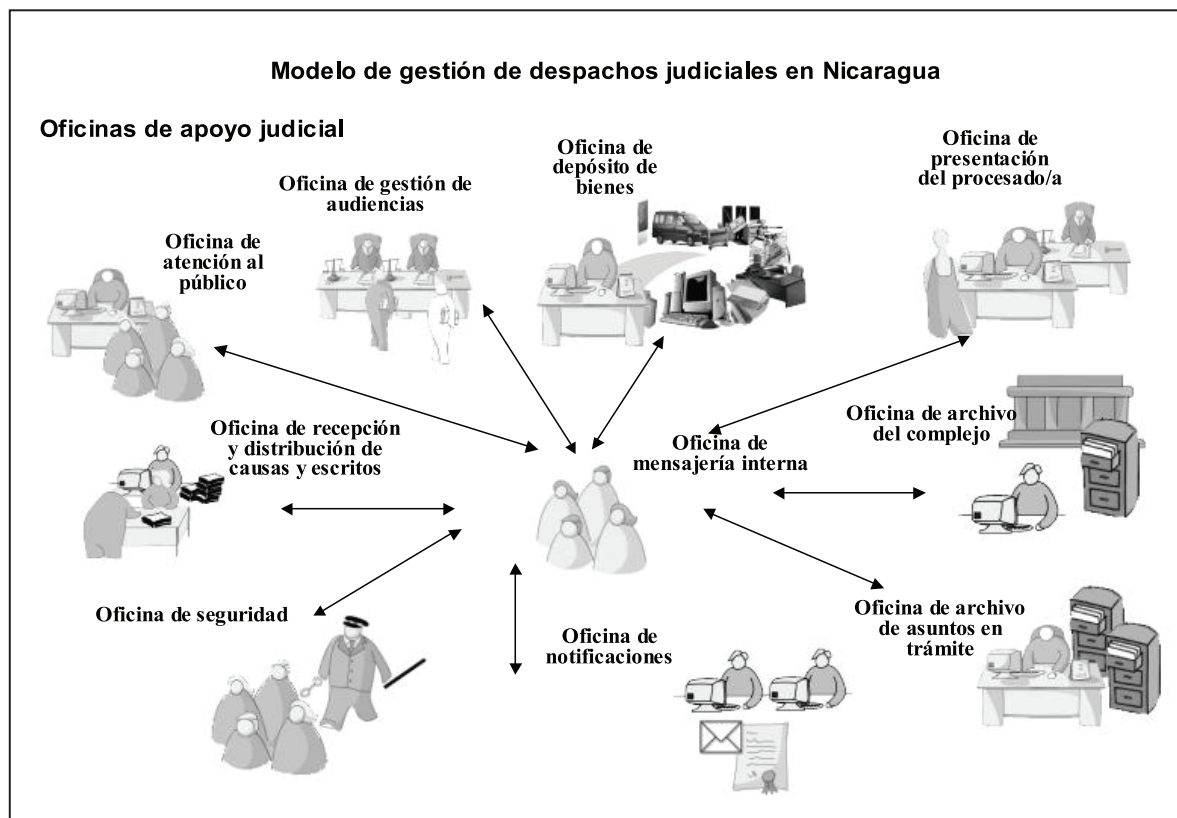 Modelo de gestión de despachos judiciales en Nicaragua
Oficinas de apoyo judicial
Oficina de
atención al
público
Oficina de gestión de
audiencias
Oficina de
depósito de
bienes
Oficina de
presentación
del procesado/a
Oficina de recepción
y distribución de
causas y escritos
Oficina de
mensajería interna
Oficina de archivo
del complejo
Oficina de seguridad
Oficina de
notificaciones
Oficina de archivo
de asuntos en
trámite